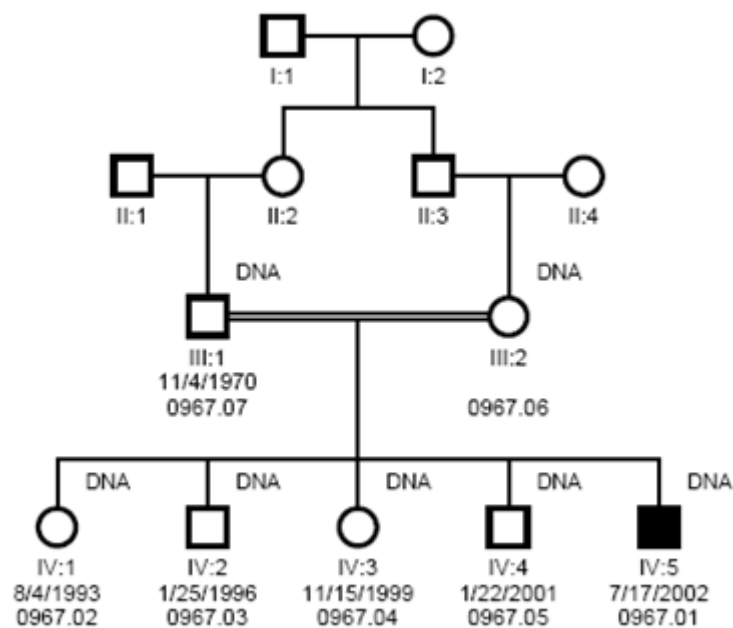 I:1 I:2
II:1 II:2 II:3 II:4
DNA DNA
III:1 III:2
11/4/1970
0967.07 0967.06
DNA DNA DNA DNA DNA
IV:1 IV:2 IV:3 IV:4 IV:5
8/4/1993 1/25/1996 11/15/1999 1/22/2001 7/17/2002
0967.02 0967.03 0967.04 0967.05 0967.01